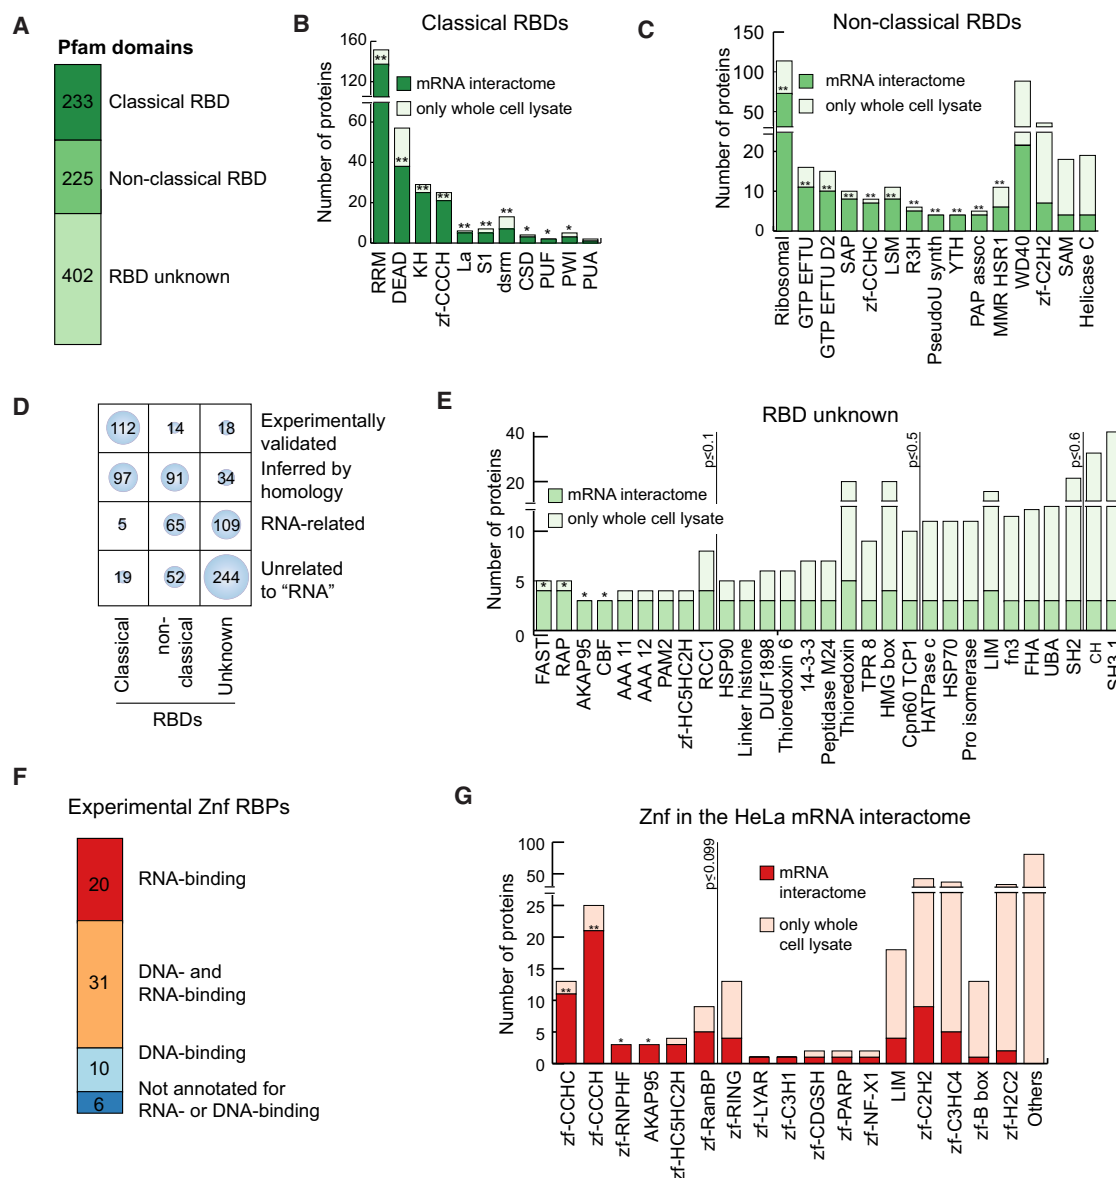 A
Pfam domains
233
Classical RBD
225
Non-classical RBD
402
RBD unknown
B
Classical RBDs
Number of proteins
160
120
60
40
20
0
mRNA interactome
only whole cell lysate
** ** ** ** ** ** ** * * *
RRM
DEAD
KH
zf-CCCH
La
S1
dsrm
CSD
PUF
PWI
PUA
C
Non-classical RBDs
Number of proteins
150
100
50
20
10
0
mRNA interactome
only whole cell lysate
** ** ** ** ** ** ** ** ** ** **
Ribosomal
GTP EFTU
GTP EFTU D2
SAP
zf-CCHC
LSM
R3H
PseudoU synth
YTH
PAP assoc
MMR HSR1
WD40
zf-C2H2
SAM
Helicase C
D
112 14 18 Experimentally
validated
97 91 34 Inferred by
homology
5 65 109 RNA-related
19 52 244 Unrelated
to “RNA”
Classical
non-
classical
Unknown
RBDs
E
RBD unknown
Number of proteins
40
20
10
5
0
mRNA interactome
only whole cell lysate
p≤0.1
p≤0.5
p≤0.6
* * * *
FAST
RAP
AKAP95
CBF
AAA 11
AAA 12
PAM2
zf-HC5HC2H
RCC1
HSP90
Linker histone
DUF1898
Thioredoxin 6
14-3-3
Peptidase M24
Thioredoxin
TPR 8
HMG box
Cpn60 TCP1
HATPase c
HSP70
Pro isomerase
LIM
fn3
FHA
UBA
SH2
CH
SH3 1
F
Experimental Znf RBPs
20
RNA-binding
31
DNA- and
RNA-binding
10
DNA-binding
6
Not annotated for
RNA- or DNA-binding
G
Znf in the HeLa mRNA interactome
Number of proteins
100
50
25
20
15
10
5
0
p≤0.099
mRNA
interactome
only whole
cell lysate
** ** * *
zf-CCHC
zf-CCCH
zf-RNPHF
AKAP95
zf-HC5HC2H
zf-RanBP
zf-RING
zf-LYAR
zf-C3H1
zf-CDGSH
zf-PARP
zf-NF-X1
LIM
zf-C2H2
zf-C3HC4
zf-B box
zf-H2C2
Others